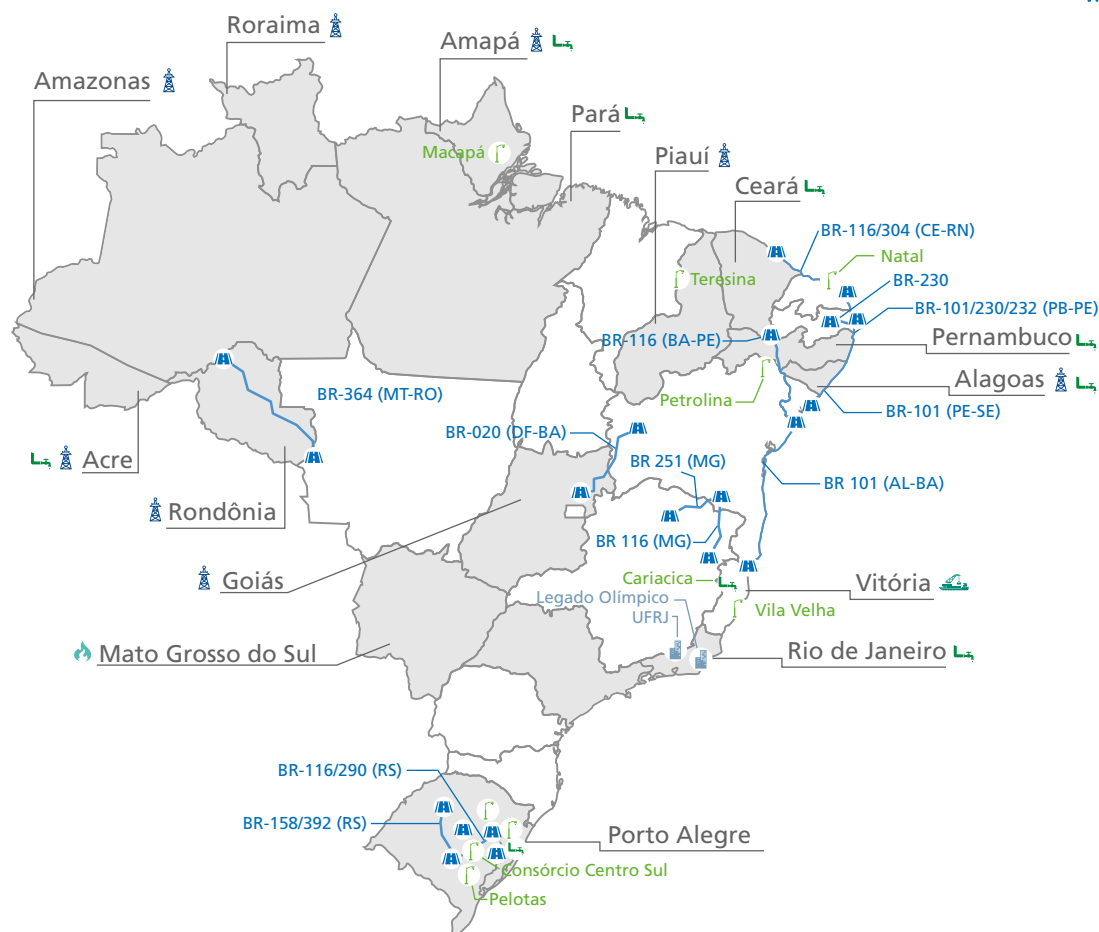 Roraima
Amapá
Amazonas
Pará
Macapá
Piauí
Ceará
BR-116/304 (CE-RN)
Natal
Teresina
BR-230
BR-101/230/232 (PB-PE)
BR-116 (BA-PE)
Pernambuco
Alagoas
Petrolina
BR-364 (MT-RO)
BR-101 (PE-SE)
BR-020 (DF-BA)
Acre
BR 251 (MG)
BR 101 (AL-BA)
Rondônia
BR 116 (MG)
Goiás
Cariacica
Vitória
Legado Olímpico
UFRJ
Vila Velha
Mato Grosso do Sul
Rio de Janeiro
BR-116/290 (RS)
BR-158/392 (RS)
Porto Alegre
Consórcio Centro Sul
Pelotas